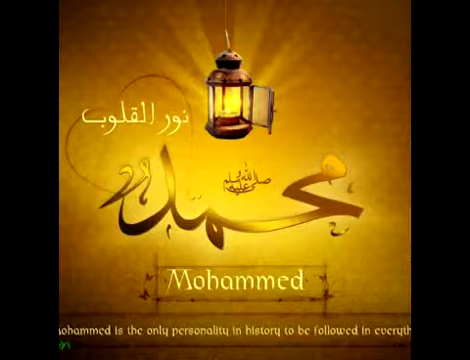 نور القلوب
محمد
صلى الله عليه وسلم
Mohammed
Mohammed is the only personality in history to be followed in everyth